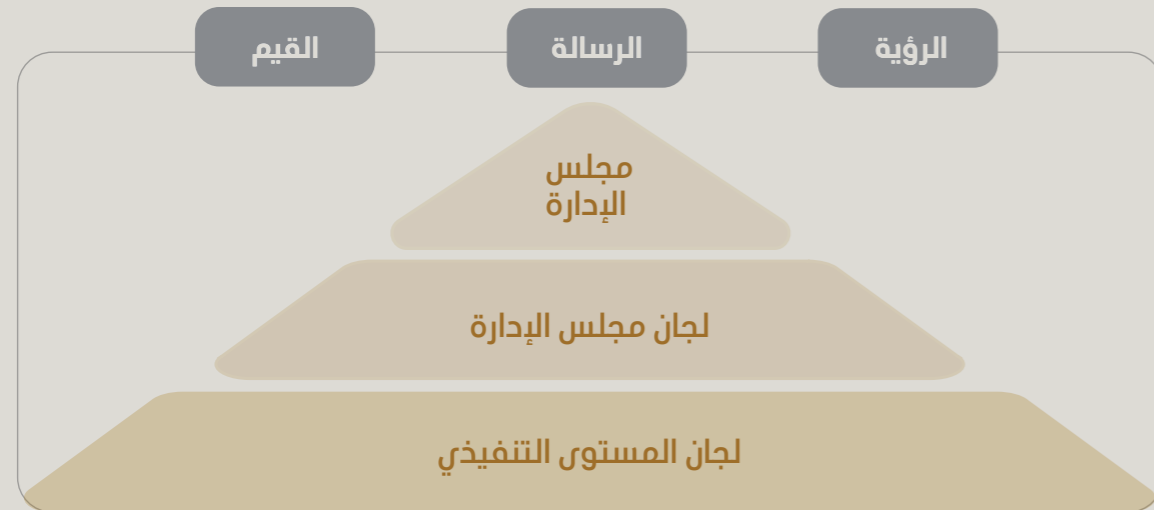 الرؤية
الرسالة
القيم
مجلس
الإدارة
لجان مجلس الإدارة
لجان المستوى التنفيذي